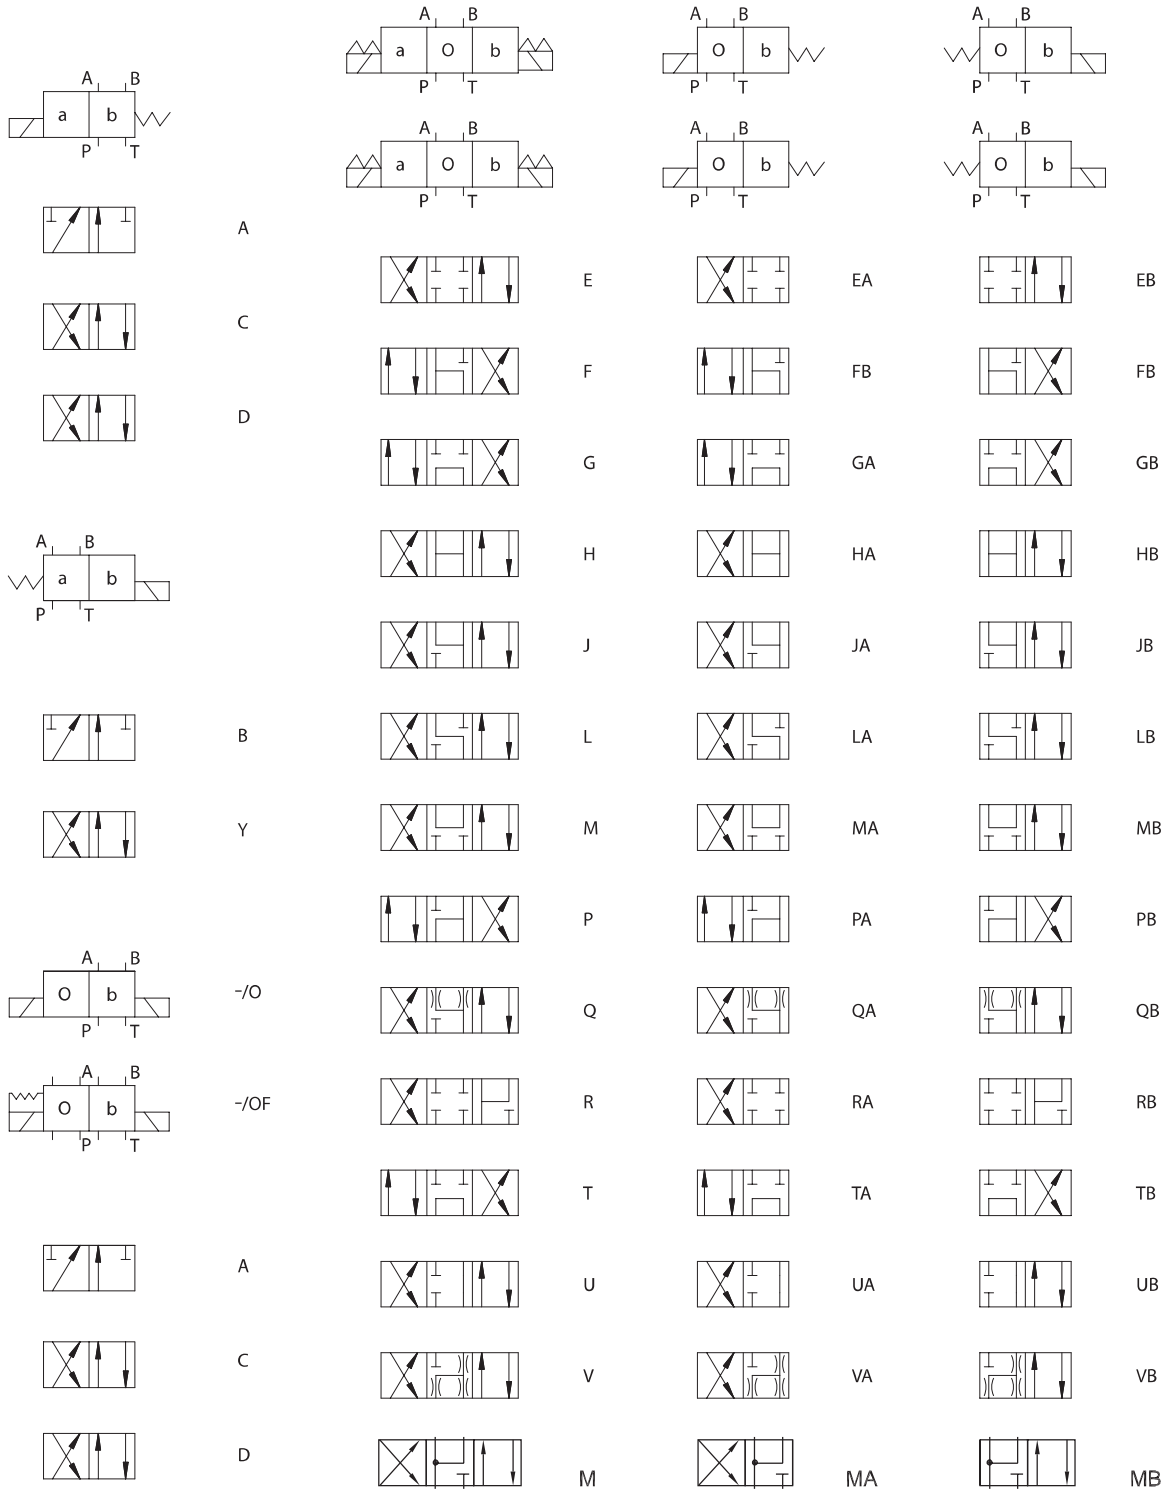 A B
a b
P T
A
C
D
A B
a b
P T
B
Y
A B
O b
P T
–/O
A B
O b
P T
–/OF
A
C
D
A B
a O b
P T
A B
O b
P T
A B
O b
P T
A B
a O b
P T
A B
O b
P T
A B
O b
P T
E EA EB
F FB FB
G GA GB
H HA HB
J JA JB
L LA LB
M MA MB
P PA PB
Q QA QB
R RA RB
T TA TB
U UA UB
V VA VB
M MA MB